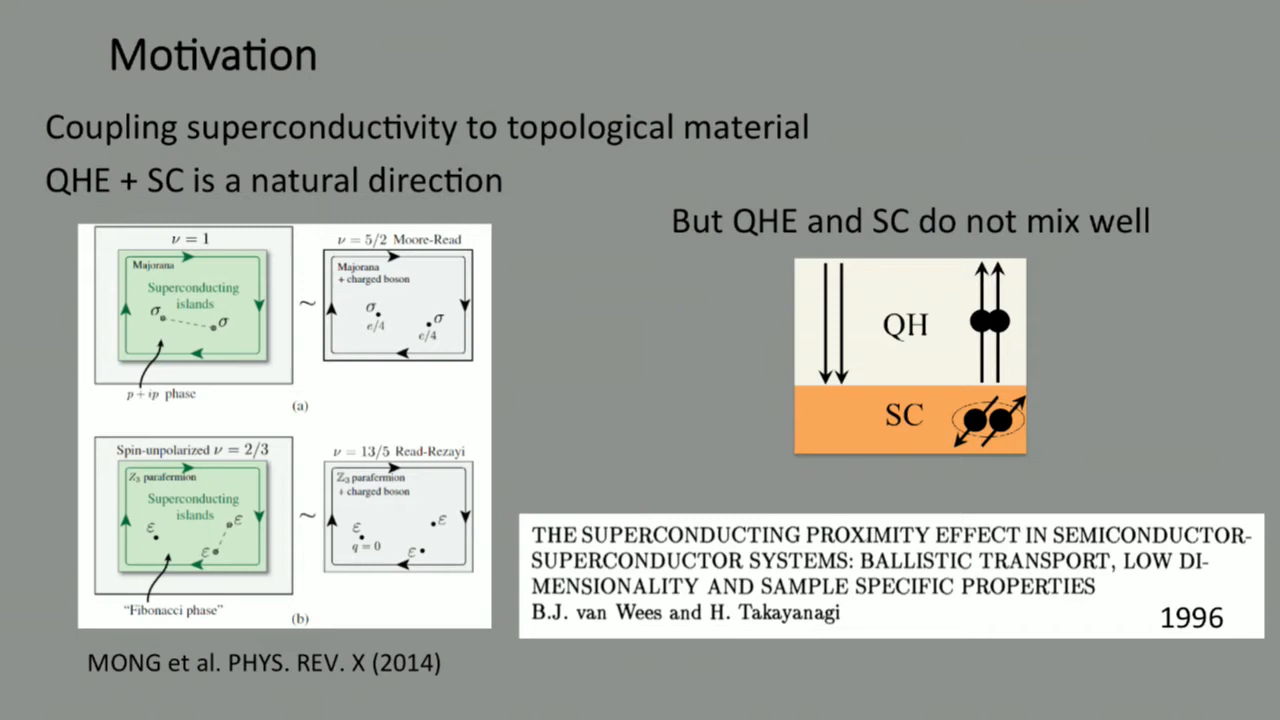 Motivation
Coupling superconductivity to topological material
QHE + SC is a natural direction
ν = 1
Majorana
Superconducting
islands
σ
σ
p + ip phase
ν = 5/2 Moore-Read
Majorana
+ charged boson
σ
e/4
σ
e/4
~
(a)
Spin-unpolarized ν = 2/3
Z₃ parafermion
Superconducting
islands
ε
ε
ε
"Fibonacci phase"
ν = 13/5 Read-Rezayi
ℤ₃ parafermion
+ charged boson
ε
q = 0
ε
ε
~
(b)
MONG et al. PHYS. REV. X (2014)
But QHE and SC do not mix well
QH
SC
THE SUPERCONDUCTING PROXIMITY EFFECT IN SEMICONDUCTOR-
SUPERCONDUCTOR SYSTEMS: BALLISTIC TRANSPORT, LOW DI-
MENSIONALITY AND SAMPLE SPECIFIC PROPERTIES
B.J. van Wees and H. Takayanagi
1996